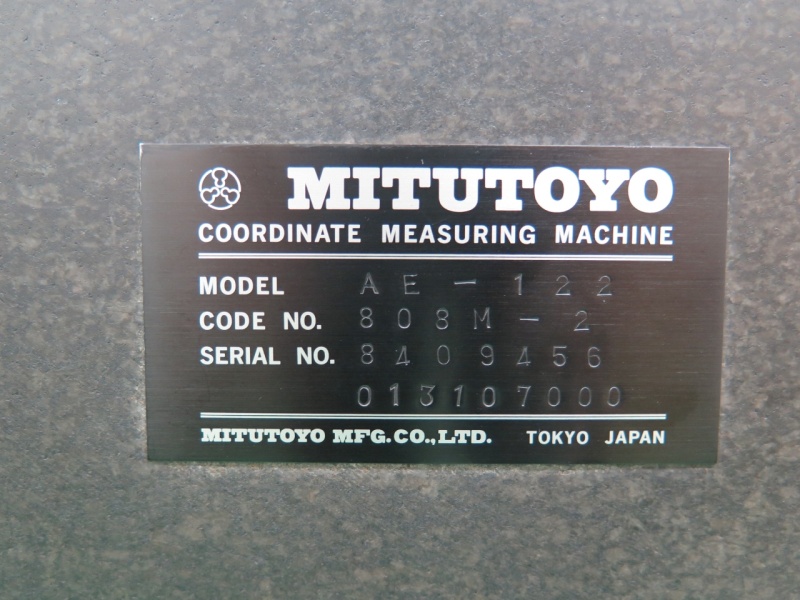 MITUTOYO
COORDINATE MEASURING MACHINE
MODEL AE-122
CODE NO. 808M-2
SERIAL NO. 8409456
013107000
MITUTOYO MFG.CO.,LTD. TOKYO JAPAN